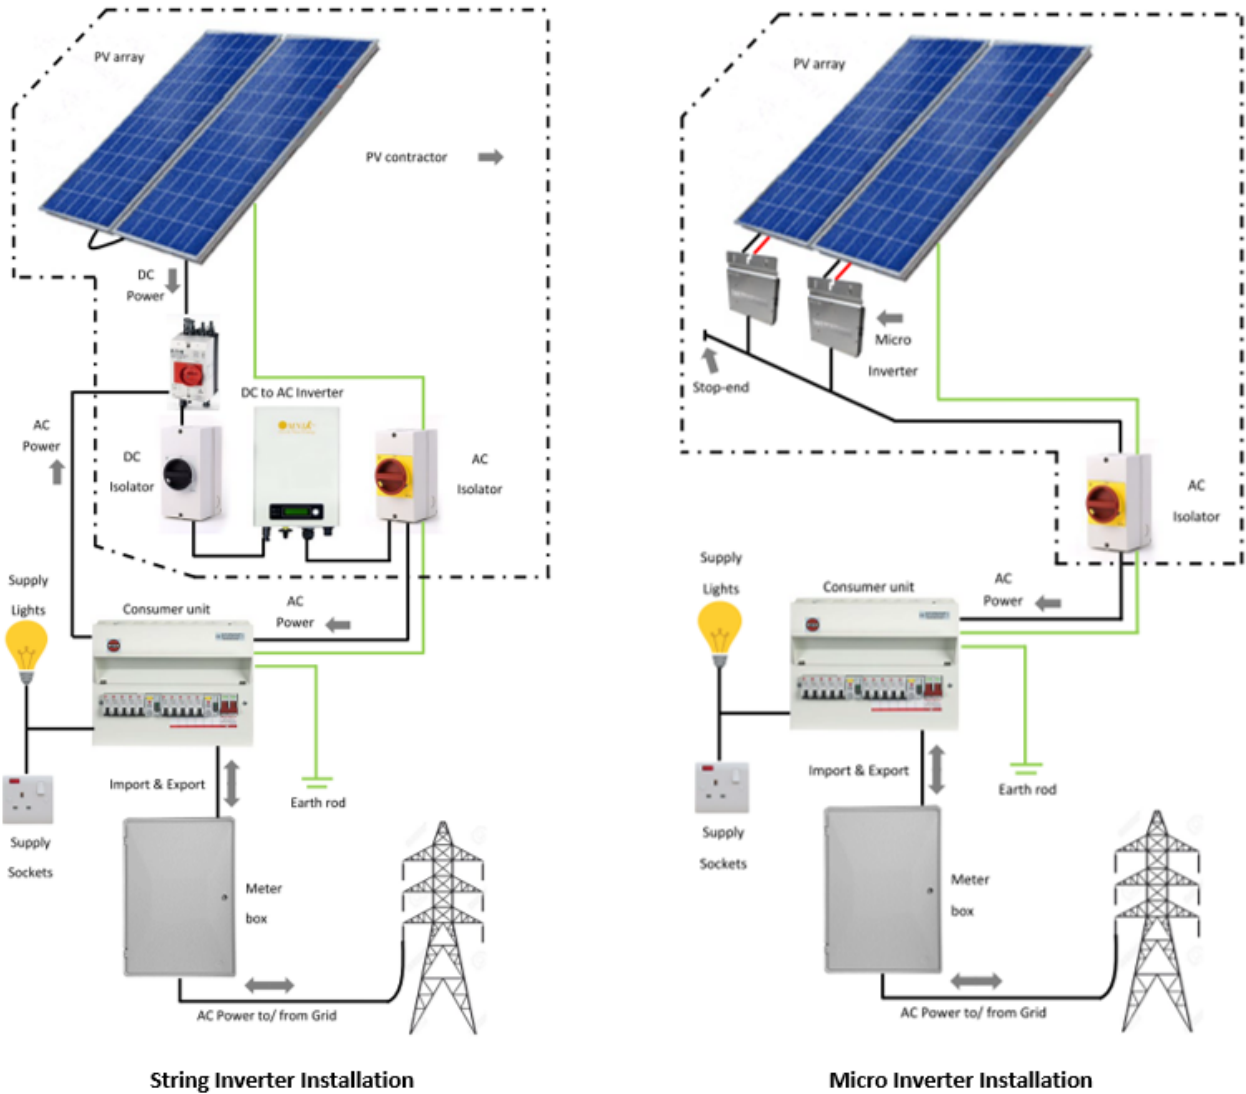 PV array
PV contractor
DC
Power
DC to AC Inverter
AC
Power
DC
Isolator
AC
Isolator
Supply
Lights
Consumer unit
AC
Power
Import & Export
Earth rod
Supply
Sockets
Meter
box
AC Power to/ from Grid
String Inverter Installation
PV array
Micro
Inverter
Stop-end
AC
Isolator
Supply
Lights
Consumer unit
AC
Power
Import & Export
Earth rod
Supply
Sockets
Meter
box
AC Power to/ from Grid
Micro Inverter Installation